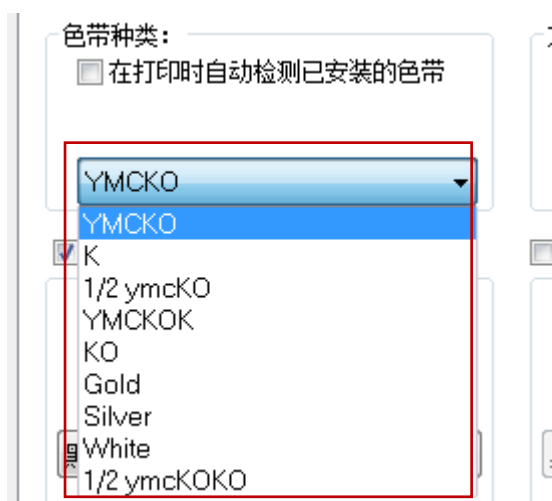 色带种类：
在打印时自动检测已安装的色带
YMCKO
YMCKO
K
1/2 ymcKO
YMCKOK
KO
Gold
Silver
White
1/2 ymcKOKO